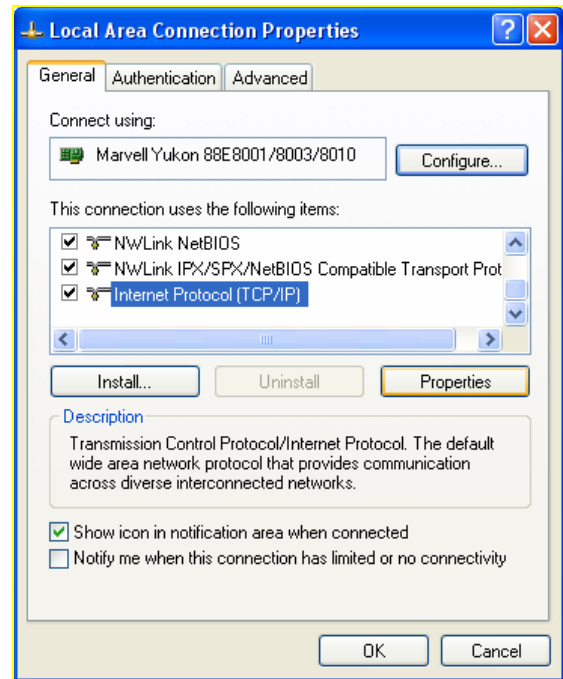 Local Area Connection Properties
General Authentication Advanced
Connect using:
Marvell Yukon 88E8001/8003/8010 Configure...
This connection uses the following items:
NWLink NetBIOS
NWLink IPX/SPX/NetBIOS Compatible Transport Prot
Internet Protocol (TCP/IP)
Install... Uninstall Properties
Description
Transmission Control Protocol/Internet Protocol. The default
wide area network protocol that provides communication
across diverse interconnected networks.
Show icon in notification area when connected
Notify me when this connection has limited or no connectivity
OK Cancel